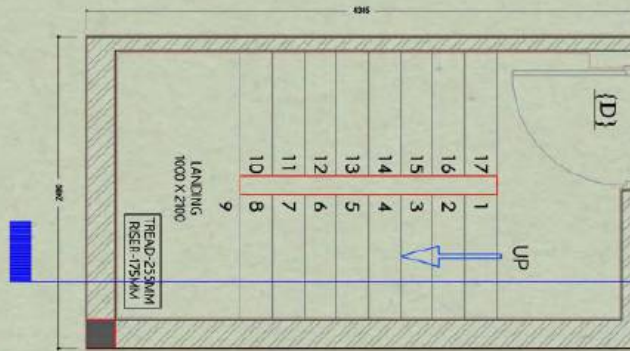 {D}
10 11 12 13 14 15 16 17
9 8 7 6 5 4 3 2 1
UP
LANDING
1000 X 2100
TREAD-255MM
RISER-175MM